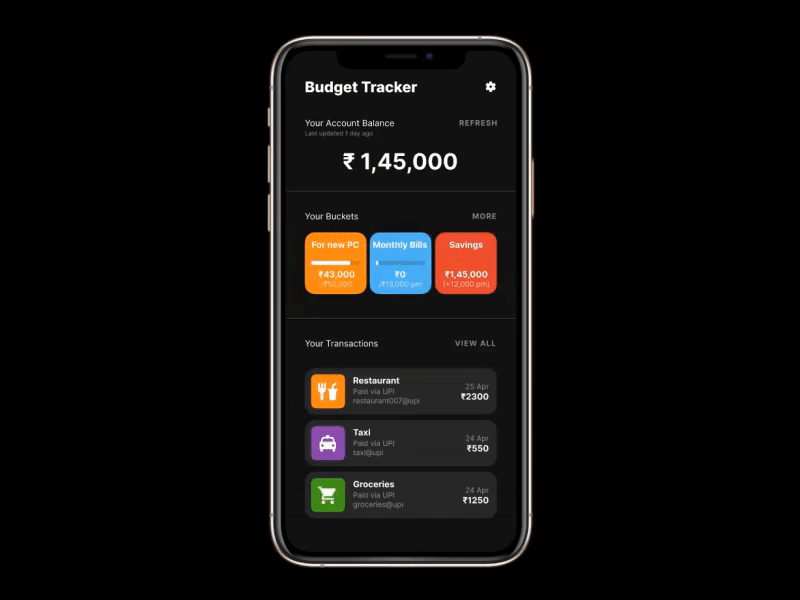 Budget Tracker
Your Account Balance REFRESH
Last updated 1 day ago
₹ 1,45,000
Your Buckets MORE
For new PC Monthly Bills Savings
₹43,000 ₹0 ₹1,45,000
/₹50,000 /₹13,000 pm (+12,000 pm)
Your Transactions VIEW ALL
Restaurant
Paid via UPI 25 Apr
restaurant007@upi ₹2300
Taxi
Paid via UPI 24 Apr
taxi@upi ₹550
Groceries
Paid via UPI 24 Apr
groceries@upi ₹1250